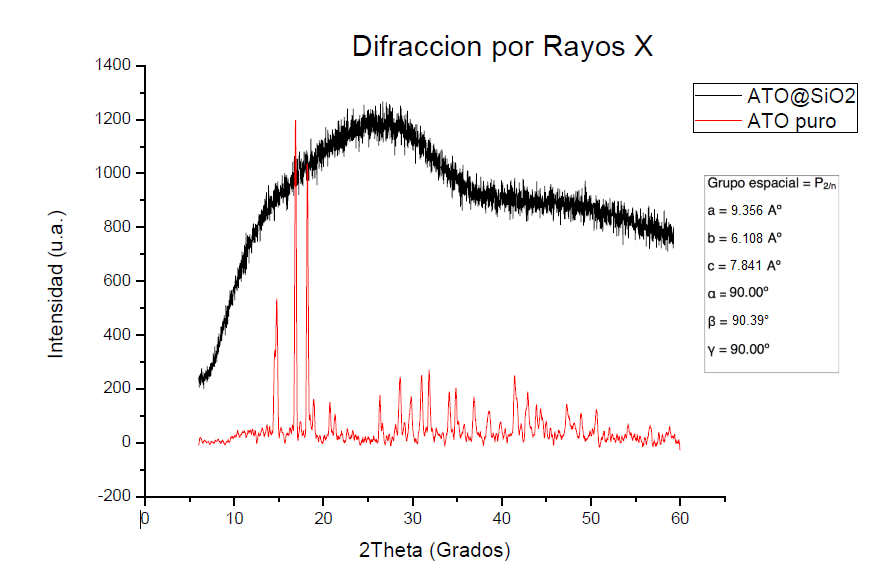 Difraccion por Rayos X
ATO@SiO2
ATO puro
Grupo espacial = P2/n
a = 9.356 Aº
b = 6.108 Aº
c = 7.841 Aº
α = 90.00º
β = 90.39°
γ = 90.00º
Intensidad (u.a.)
1400
1200
1000
800
600
400
200
0
-200
0 10 20 30 40 50 60
2Theta (Grados)